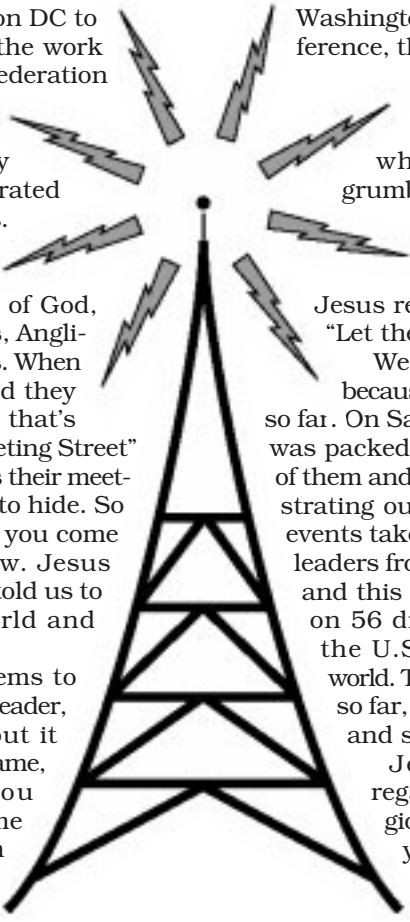 on DC to
the work
ederation
y
rated
s.
of God,
s, Angli-
s. When
d they
that's
eting Street”
s their meet-
to hide. So
you come
w. Jesus
told us to
rld and
ems to
eader,
out it
ame,
ou
he
n
Washingto
ference, th
wh
grumb
Jesus re
“Let the
We
becaus
so far. On Sa
was packed
of them and
strating ou
events take
leaders fro
and this
on 56 di
the U.S
world. T
so far,
and s
Je
rega
gio
y